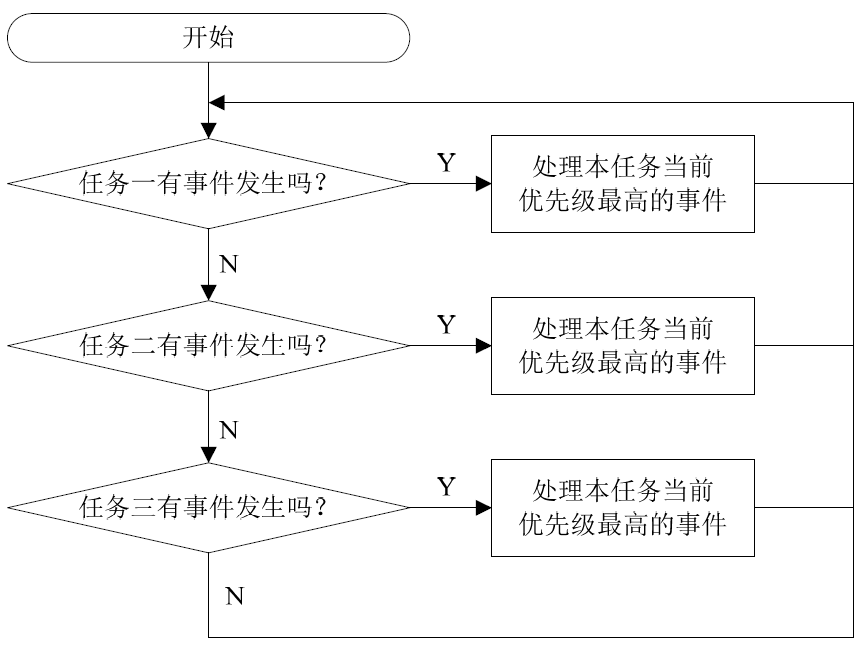 开始
任务一有事件发生吗？
Y
处理本任务当前
优先级最高的事件
N
任务二有事件发生吗？
Y
处理本任务当前
优先级最高的事件
N
任务三有事件发生吗？
Y
处理本任务当前
优先级最高的事件
N